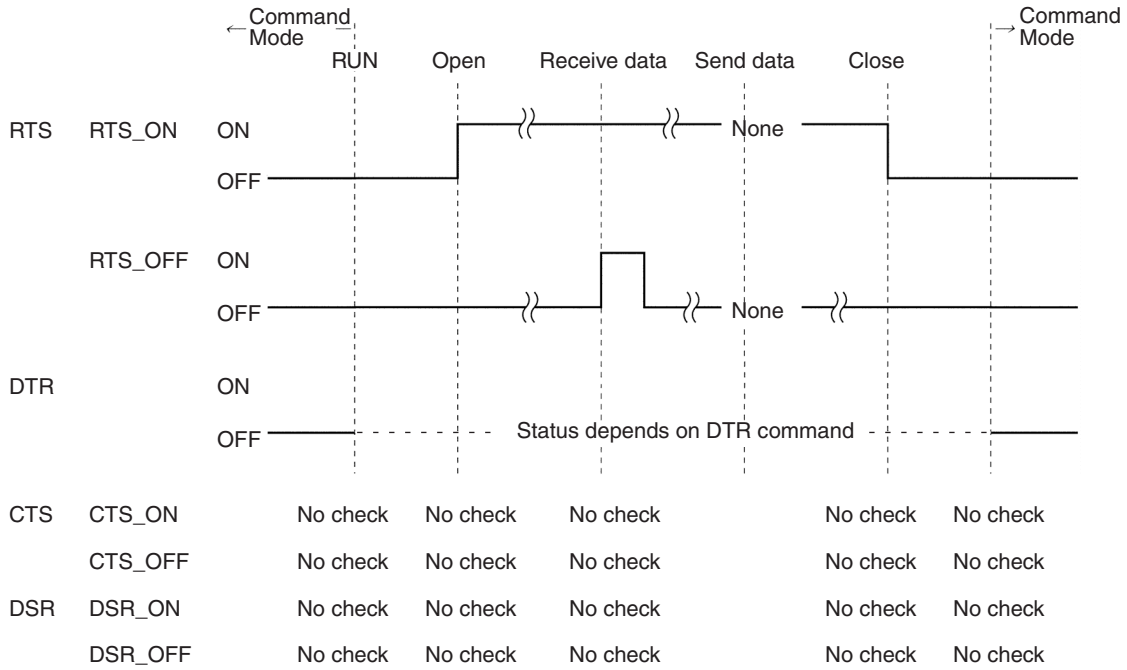 ← Command Mode
→ Command Mode
RUN Open Receive data Send data Close
RTS RTS_ON ON
None
OFF
RTS_OFF ON
OFF
None
DTR ON
OFF
Status depends on DTR command
CTS CTS_ON No check No check No check No check No check
CTS_OFF No check No check No check No check No check
DSR DSR_ON No check No check No check No check No check
DSR_OFF No check No check No check No check No check